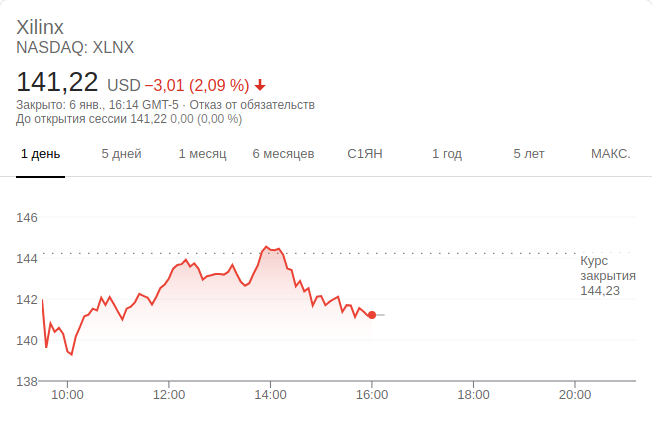 Xilinx
NASDAQ: XLNX
141,22 USD −3,01 (2,09 %)
Закрыто: 6 янв., 16:14 GMT-5 · Отказ от обязательств
До открытия сессии 141,22 0,00 (0,00 %)
1 день 5 дней 1 месяц 6 месяцев С1ЯН 1 год 5 лет МАКС.
146
144
142
140
138
Курс
закрытия
144,23
10:00 12:00 14:00 16:00 18:00 20:00